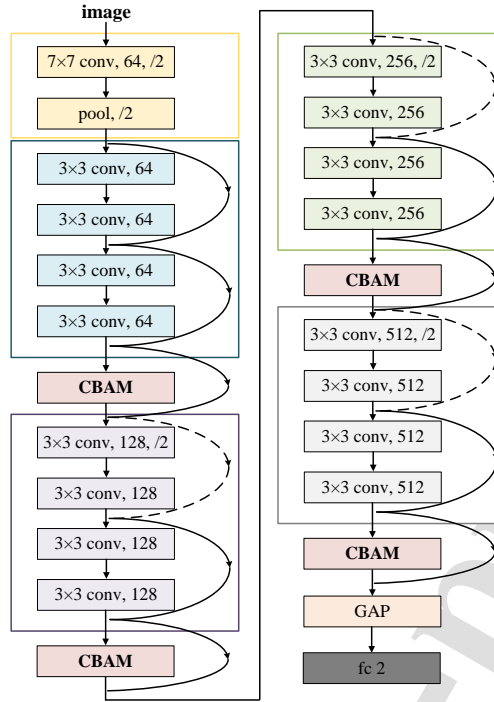 image
7×7 conv, 64, /2
pool, /2
3×3 conv, 64
3×3 conv, 64
3×3 conv, 64
3×3 conv, 64
CBAM
3×3 conv, 128, /2
3×3 conv, 128
3×3 conv, 128
3×3 conv, 128
CBAM
3×3 conv, 256, /2
3×3 conv, 256
3×3 conv, 256
3×3 conv, 256
CBAM
3×3 conv, 512, /2
3×3 conv, 512
3×3 conv, 512
3×3 conv, 512
CBAM
GAP
fc 2